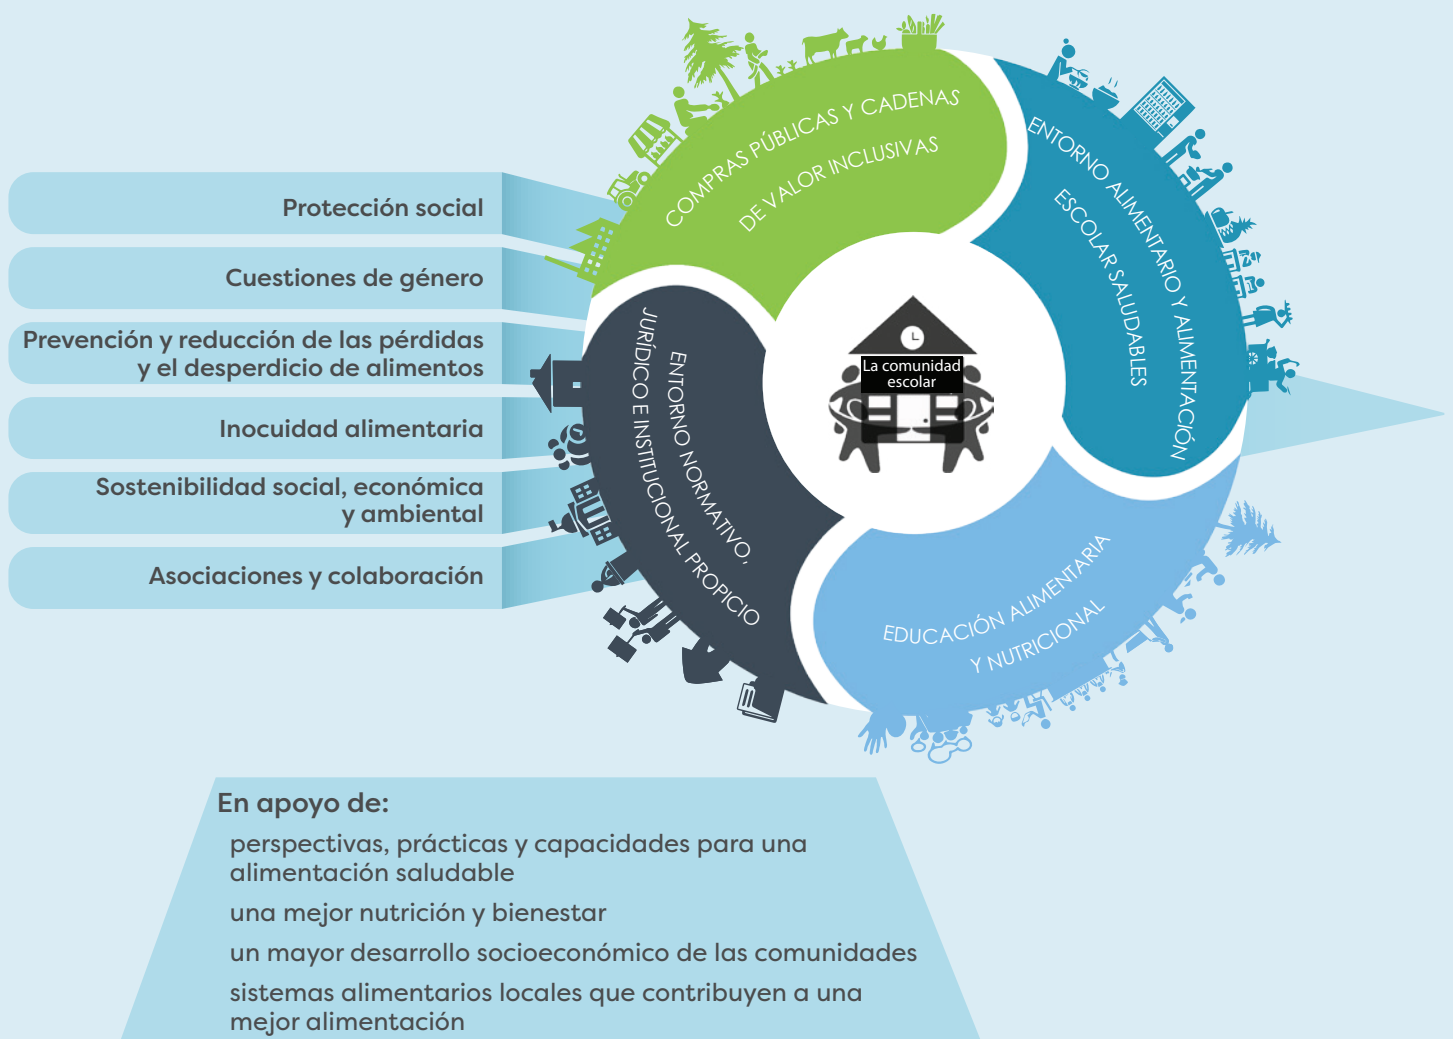 COMPRAS PÚBLICAS Y CADENAS
DE VALOR INCLUSIVAS
ENTORNO ALIMENTARIO Y ALIMENTACIÓN
ESCOLAR SALUDABLES
Protección social
Cuestiones de género
Prevención y reducción de las pérdidas
y el desperdicio de alimentos
Inocuidad alimentaria
Sostenibilidad social, económica
y ambiental
Asociaciones y colaboración
ENTORNO NORMATIVO,
JURÍDICO E INSTITUCIONAL PROPICIO
La comunidad
escolar
EDUCACIÓN ALIMENTARIA
Y NUTRICIONAL
En apoyo de:
perspectivas, prácticas y capacidades para una
alimentación saludable
una mejor nutrición y bienestar
un mayor desarrollo socioeconómico de las comunidades
sistemas alimentarios locales que contribuyen a una
mejor alimentación